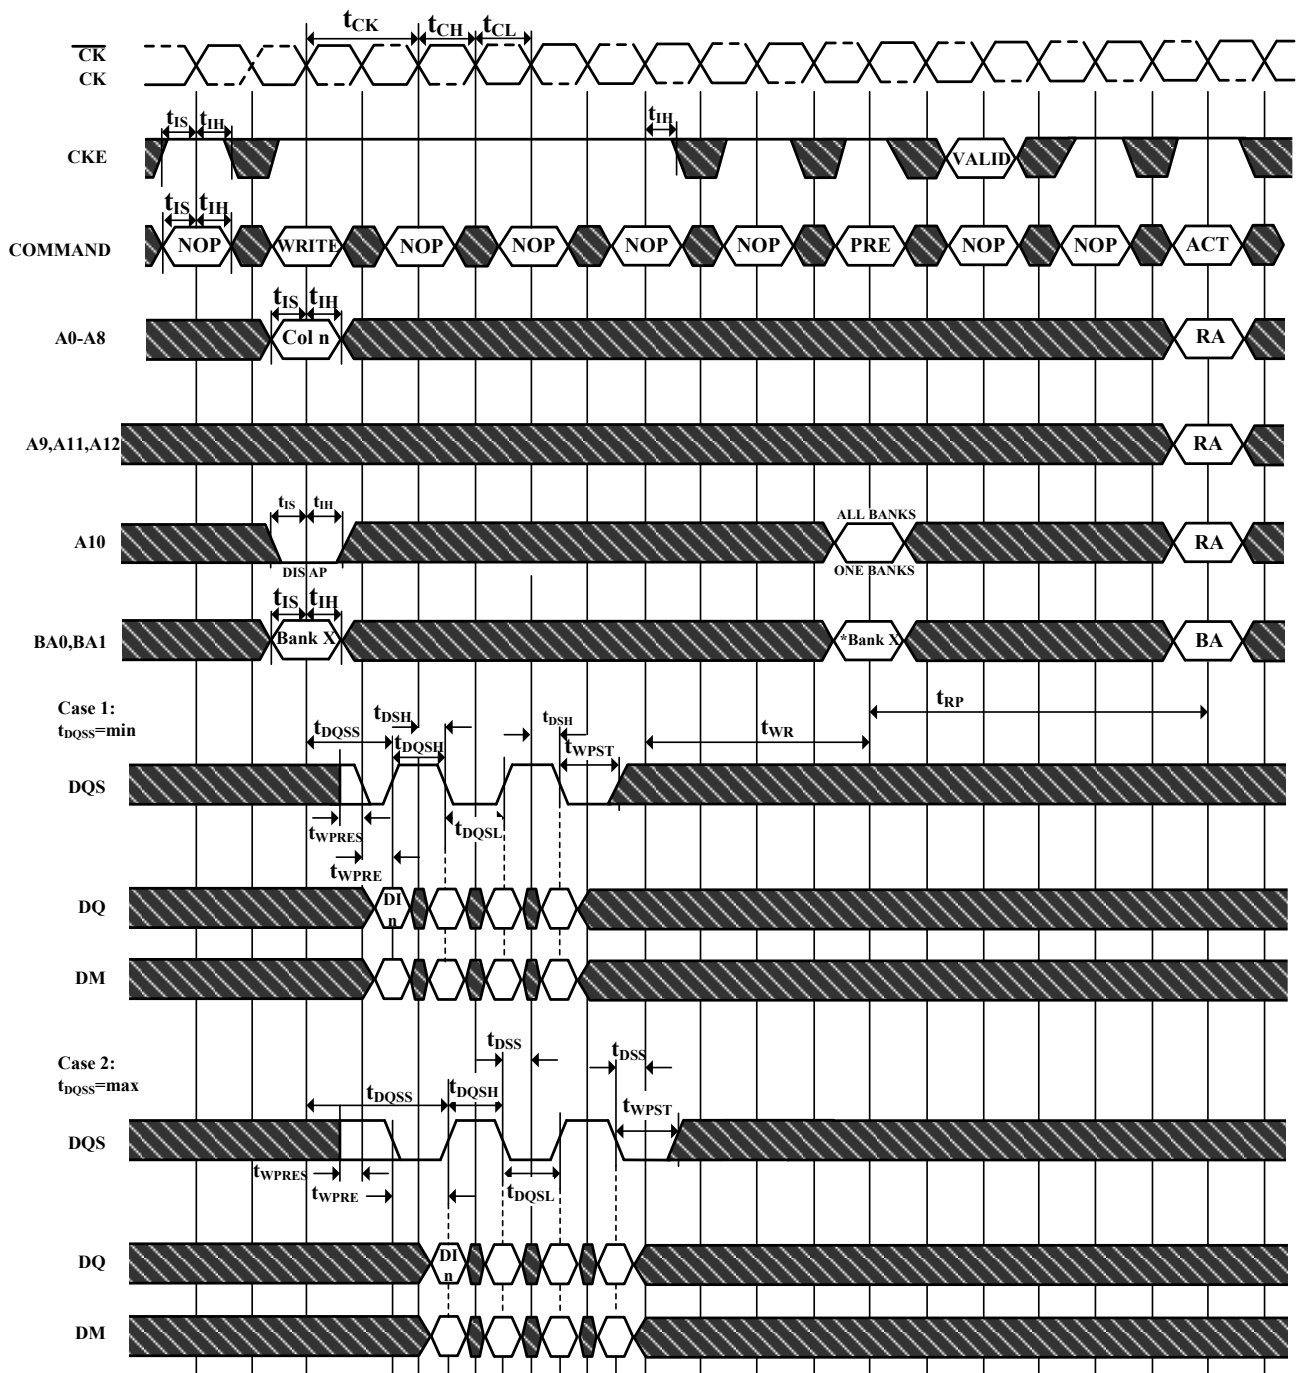 tCK tCH tCL
CK
CK
tIS tIH tIH
CKE VALID
tIS tIH
COMMAND NOP WRITE NOP NOP NOP NOP PRE NOP NOP ACT
tIS tIH
A0-A8 Col n RA
A9,A11,A12 RA
tIS tIH ALL BANKS
A10 RA
DIS AP ONE BANKS
tIS tIH
BA0,BA1 Bank X *Bank X BA
Case 1:
tDQSS=min
tDQSS tDSH tDQSH tDSH tWPST tWR tRP
DQS
tWPRES tDQSL
tWPRE
DQ DI
n
DM
Case 2:
tDQSS=max
tDSS tDSS
tDQSS tDQSH tWPST
DQS
tWPRES tWPRE tDQSL
DQ DI
n
DM